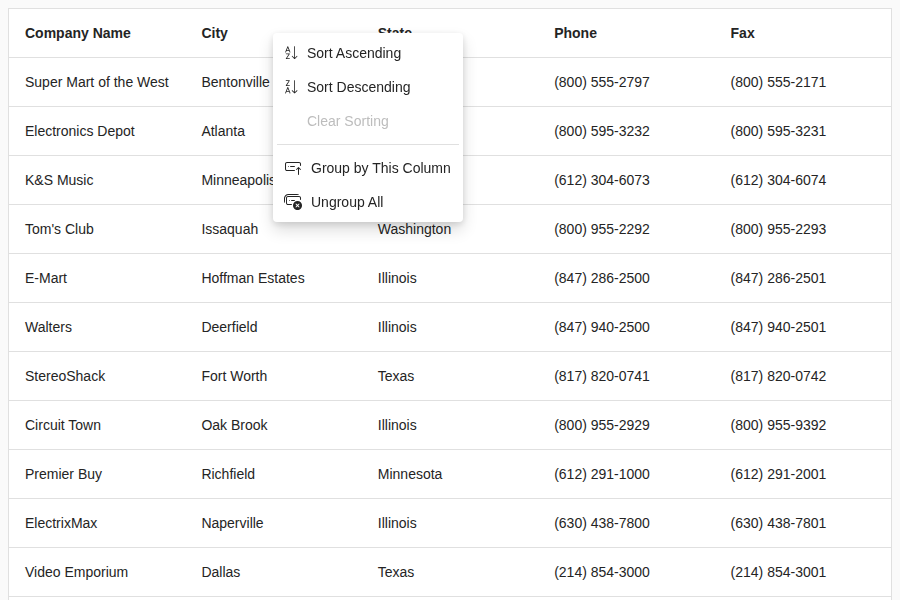 Company Name City State Phone Fax
Sort Ascending
Super Mart of the West Bentonville (800) 555-2797 (800) 555-2171
Sort Descending
Clear Sorting
Electronics Depot Atlanta (800) 595-3232 (800) 595-3231
Group by This Column
K&S Music Minneapolis (612) 304-6073 (612) 304-6074
Ungroup All
Tom's Club Issaquah Washington (800) 955-2292 (800) 955-2293
E-Mart Hoffman Estates Illinois (847) 286-2500 (847) 286-2501
Walters Deerfield Illinois (847) 940-2500 (847) 940-2501
StereoShack Fort Worth Texas (817) 820-0741 (817) 820-0742
Circuit Town Oak Brook Illinois (800) 955-2929 (800) 955-9392
Premier Buy Richfield Minnesota (612) 291-1000 (612) 291-2001
ElectrixMax Naperville Illinois (630) 438-7800 (630) 438-7801
Video Emporium Dallas Texas (214) 854-3000 (214) 854-3001